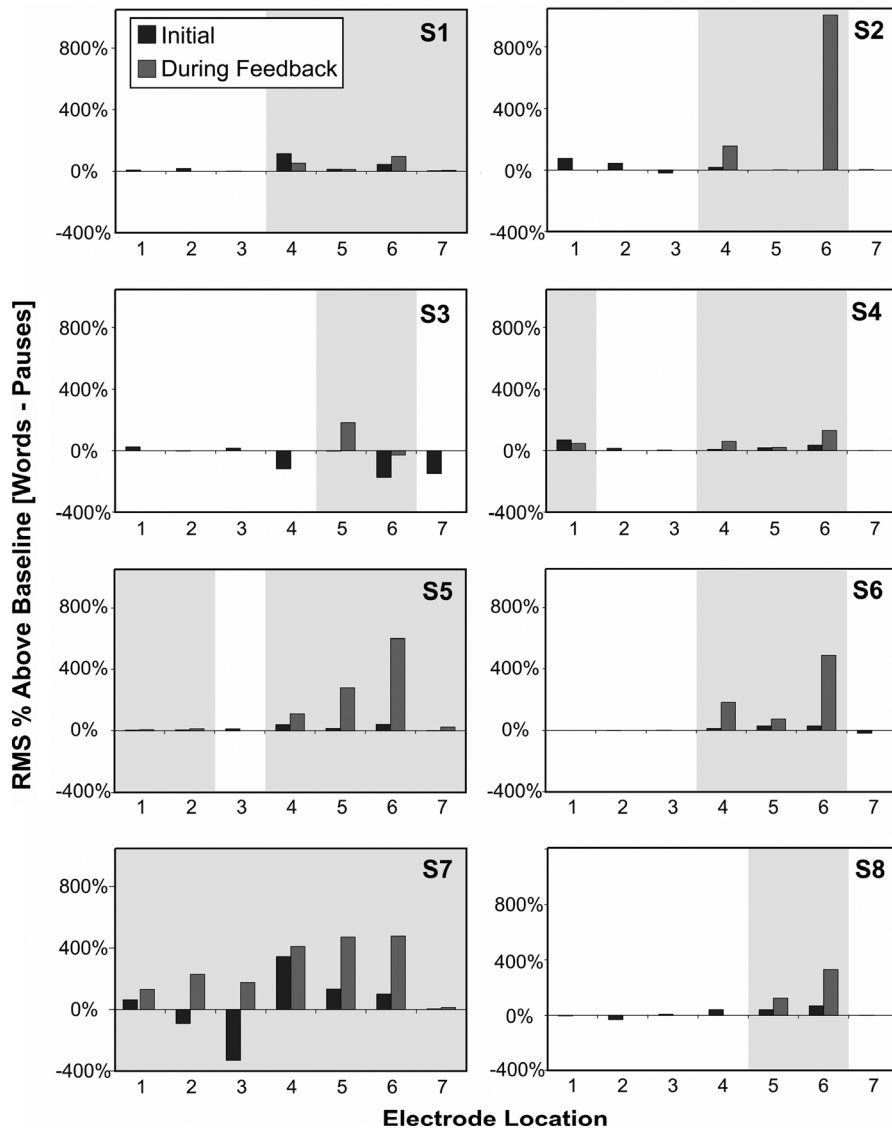 RMS % Above Baseline [Words - Pauses]
Initial
During Feedback
S1
800%
400%
0%
-400%
1 2 3 4 5 6 7
S2
800%
400%
0%
-400%
1 2 3 4 5 6 7
S3
800%
400%
0%
-400%
1 2 3 4 5 6 7
S4
800%
400%
0%
-400%
1 2 3 4 5 6 7
S5
800%
400%
0%
-400%
1 2 3 4 5 6 7
S6
800%
400%
0%
-400%
1 2 3 4 5 6 7
S7
800%
400%
0%
-400%
1 2 3 4 5 6 7
S8
800%
400%
0%
-400%
1 2 3 4 5 6 7
Electrode Location